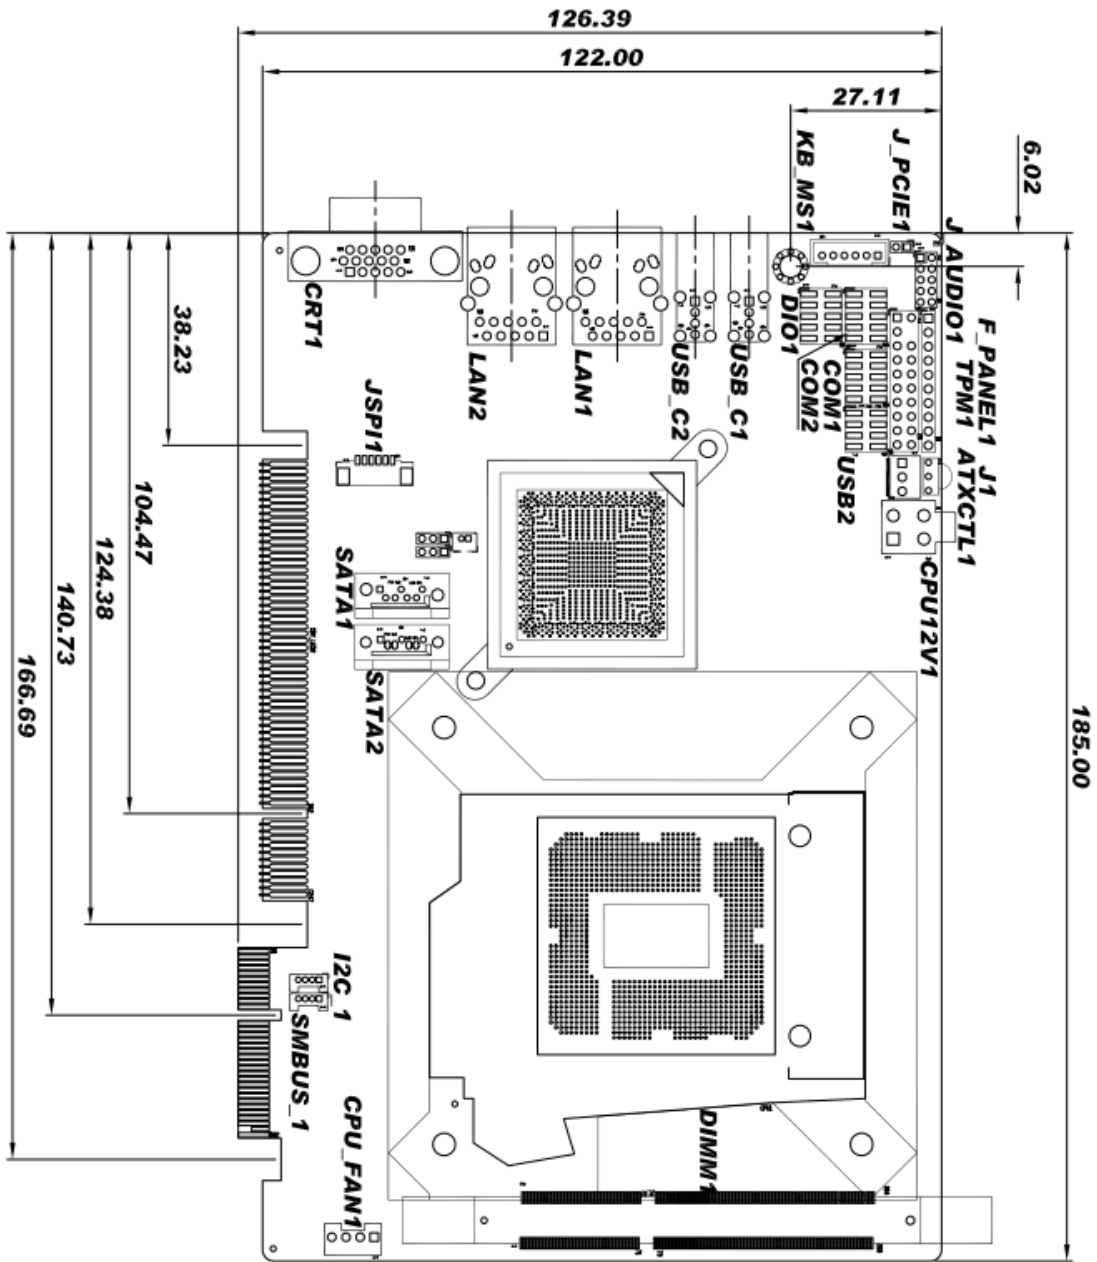 126.39
122.00
27.11
6.02
KB_MS1
J_PCIE1
J_AUDIO1
F_PANEL1
TPM1
J1
ATXCTL1
CPU12V1
DIO1
COM1
COM2
USB2
USB_C1
USB_C2
LAN1
LAN2
CRT1
JSPI1
SATA1
SATA2
38.23
104.47
124.38
140.73
166.69
185.00
I2C_1
SMBUS_1
CPU_FAN1
DIMM1